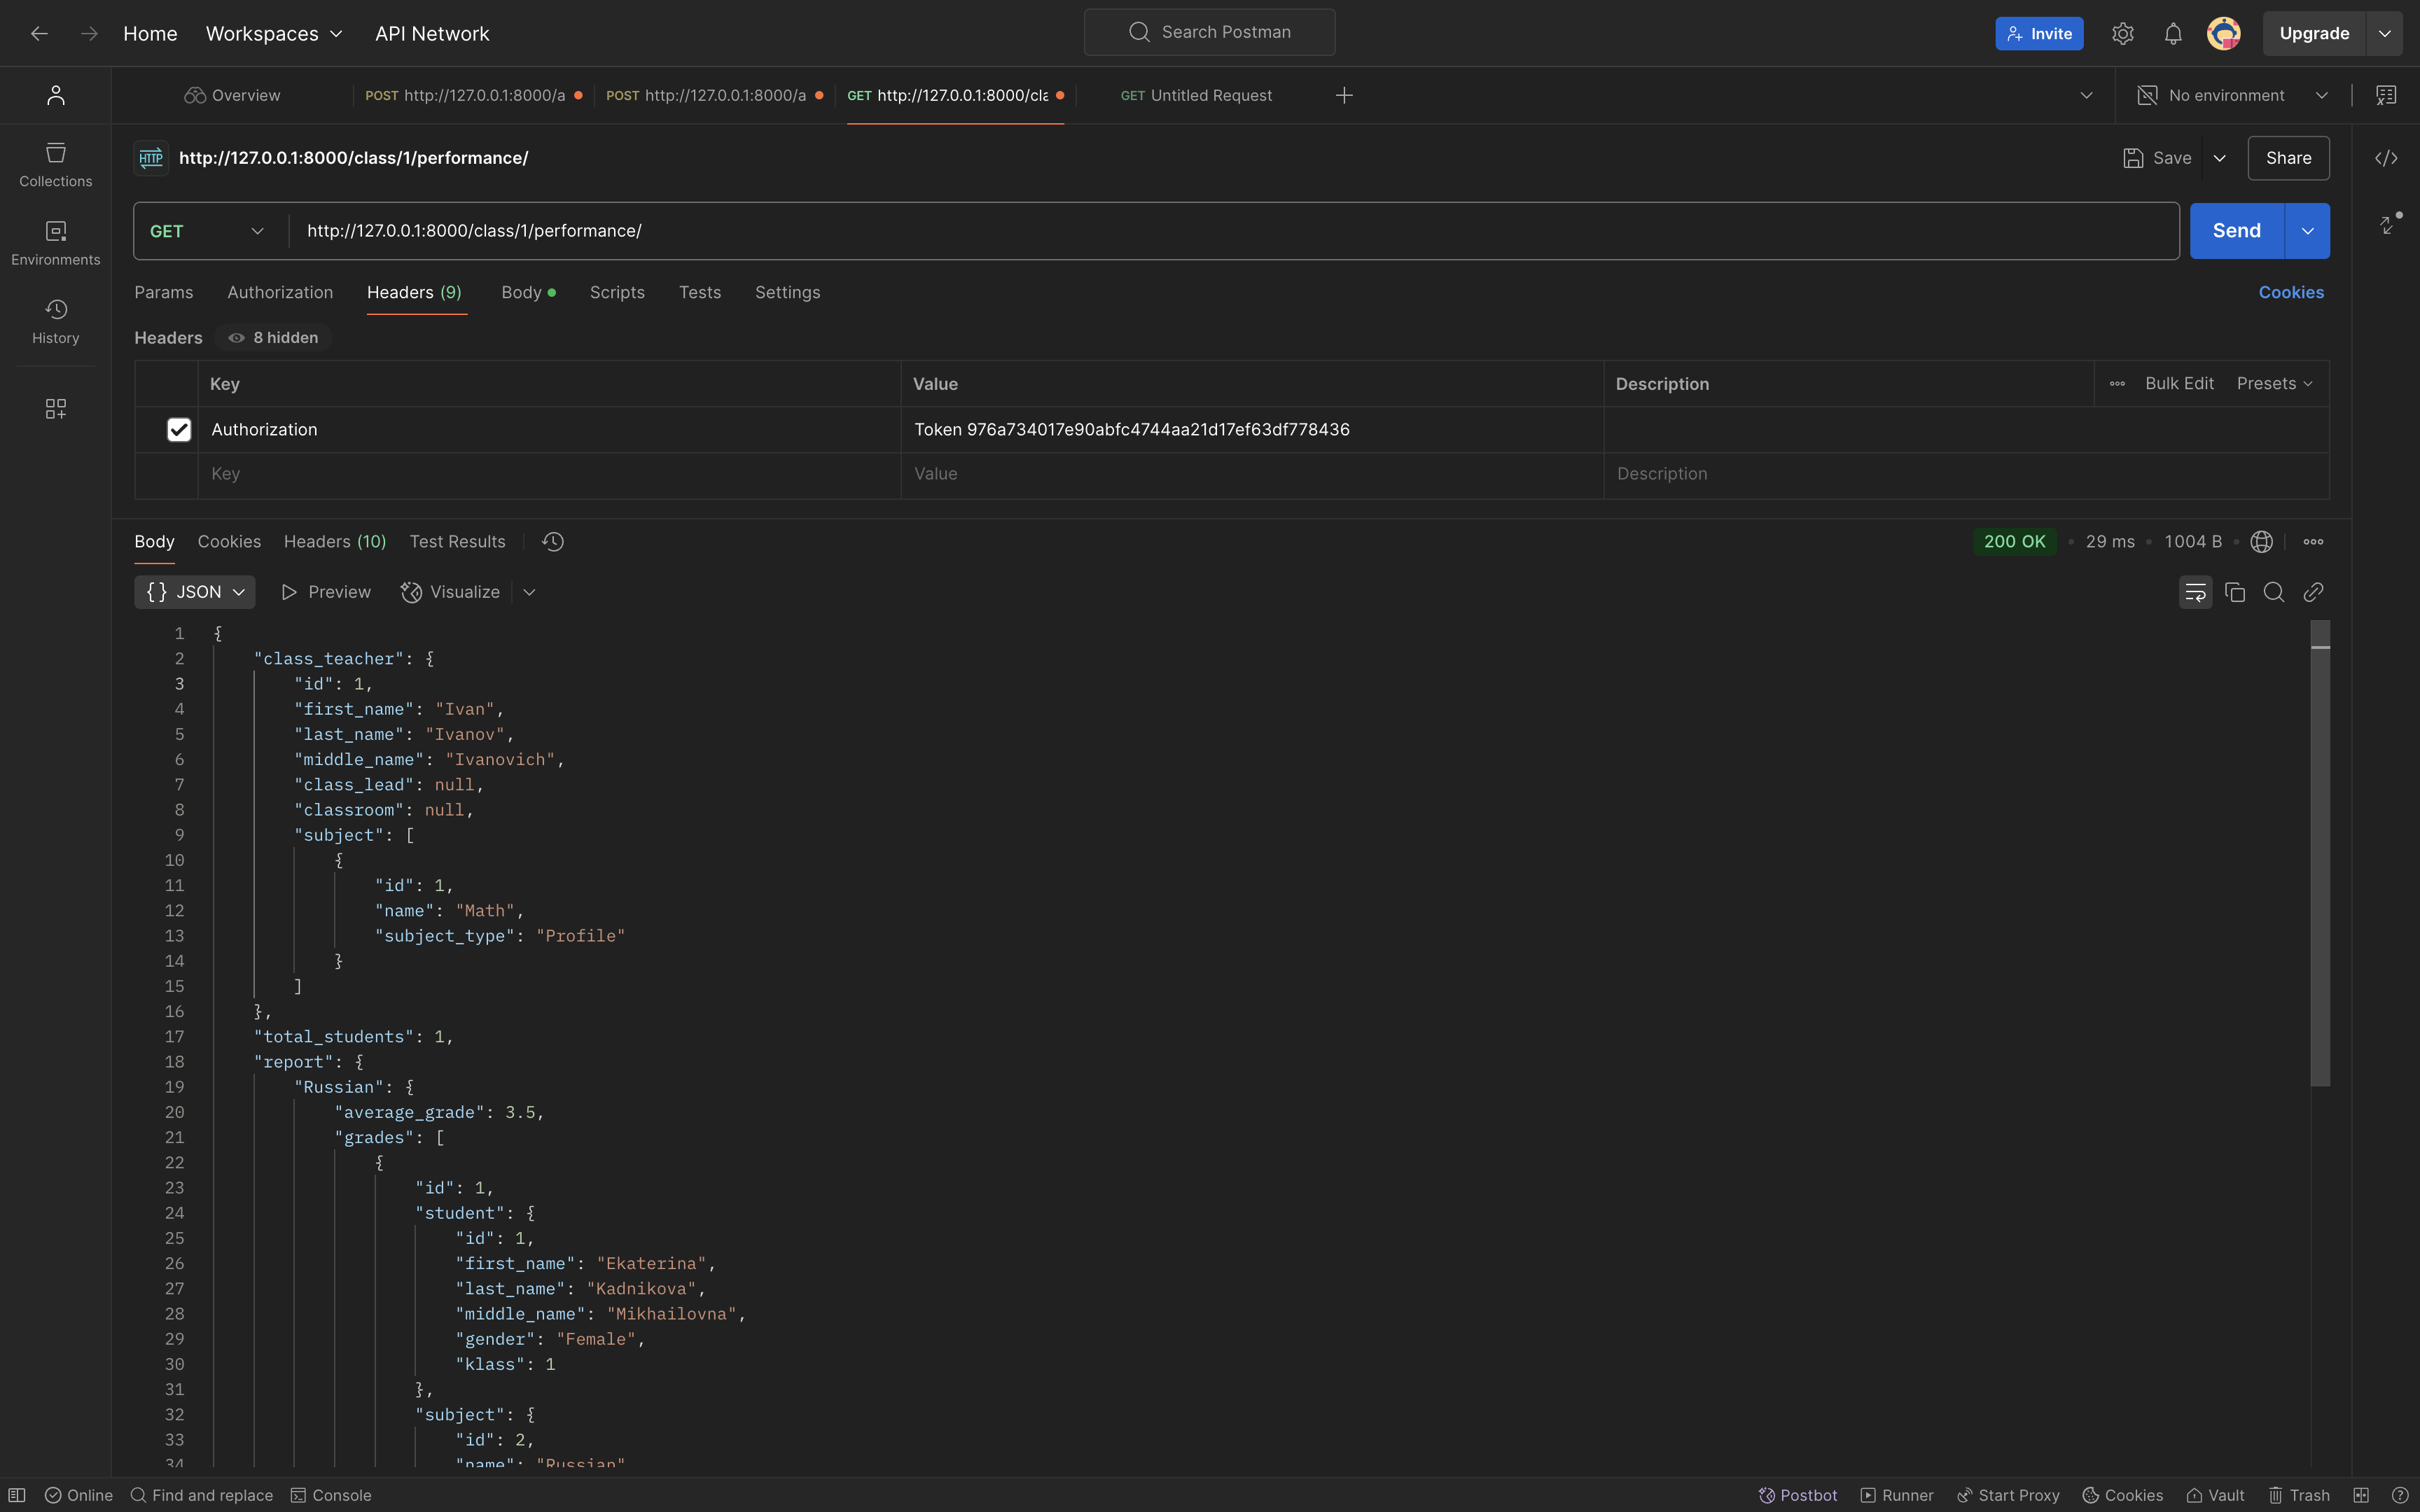 Home Workspaces API Network Search Postman Invite Upgrade
Overview POST http://127.0.0.1:8000/a POST http://127.0.0.1:8000/a GET http://127.0.0.1:8000/cla GET Untitled Request No environment
HTTP http://127.0.0.1:8000/class/1/performance/ Save Share
Collections
Environments
History
GET http://127.0.0.1:8000/class/1/performance/ Send
Params Authorization Headers (9) Body Scripts Tests Settings Cookies
Headers 8 hidden
Key Value Description Bulk Edit Presets
Authorization Token 976a734017e90abfc4744aa21d17ef63df778436
Key Value Description
Body Cookies Headers (10) Test Results 200 OK 29 ms 1004 B
{} JSON Preview Visualize
1 {
2 "class_teacher": {
3 "id": 1,
4 "first_name": "Ivan",
5 "last_name": "Ivanov",
6 "middle_name": "Ivanovich",
7 "class_lead": null,
8 "classroom": null,
9 "subject": [
10 {
11 "id": 1,
12 "name": "Math",
13 "subject_type": "Profile"
14 }
15 ]
16 },
17 "total_students": 1,
18 "report": {
19 "Russian": {
20 "average_grade": 3.5,
21 "grades": [
22 {
23 "id": 1,
24 "student": {
25 "id": 1,
26 "first_name": "Ekaterina",
27 "last_name": "Kadnikova",
28 "middle_name": "Mikhailovna",
29 "gender": "Female",
30 "klass": 1
31 },
32 "subject": {
33 "id": 2,
34 "name": "Russian"
Online Find and replace Console Postbot Runner Start Proxy Cookies Vault Trash